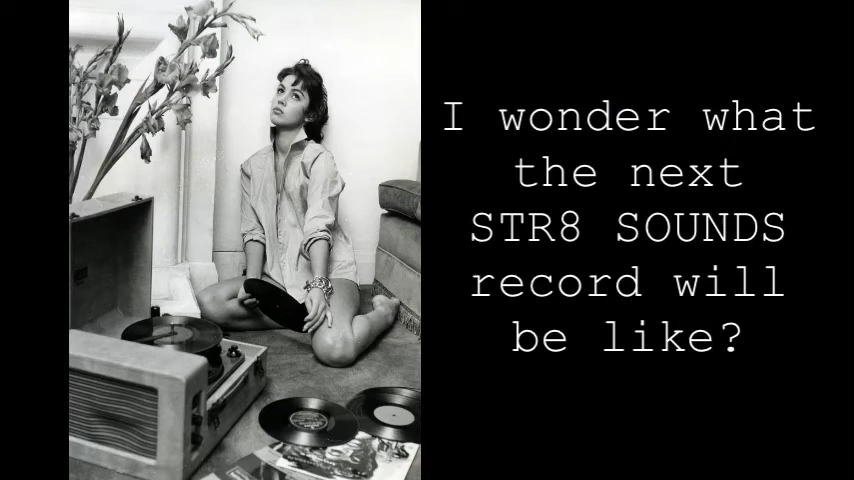 I wonder what
the next
STR8 SOUNDS
record will
be like?